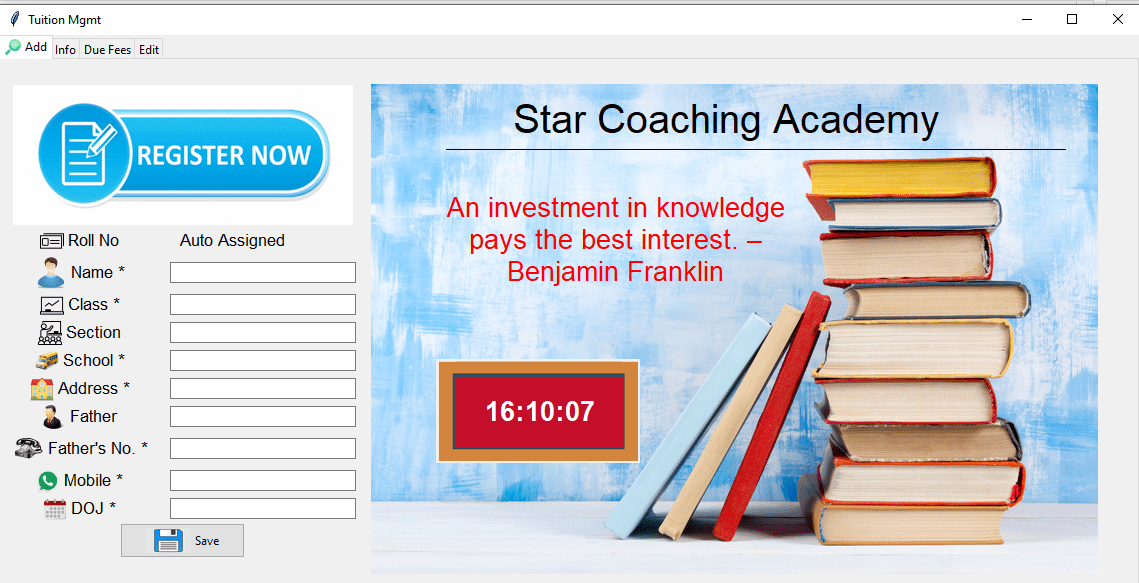 Tuition Mgmt
Add Info Due Fees Edit
REGISTER NOW
Roll No Auto Assigned
Name *
Class *
Section
School *
Address *
Father
Father's No. *
Mobile *
DOJ *
Save
Star Coaching Academy
An investment in knowledge
pays the best interest. –
Benjamin Franklin
16:10:07